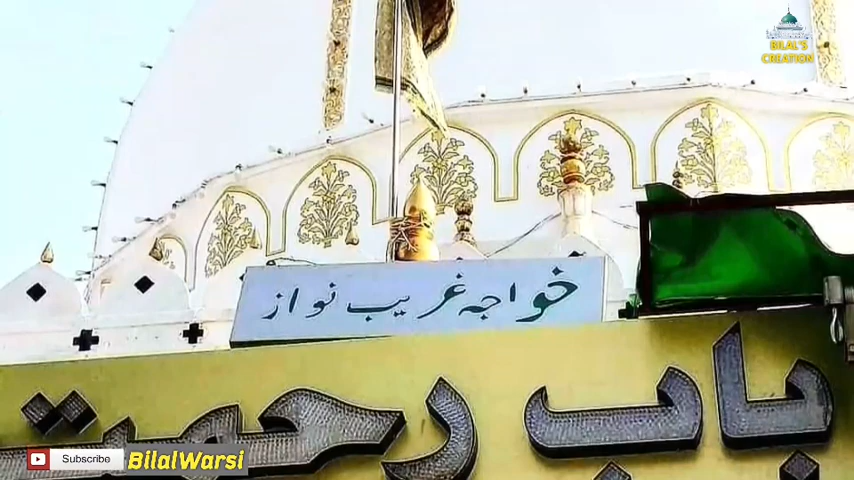 BILAL'S
CREATION
خواجہ غریب نواز
باب رحمت
Subscribe
BilalWarsi